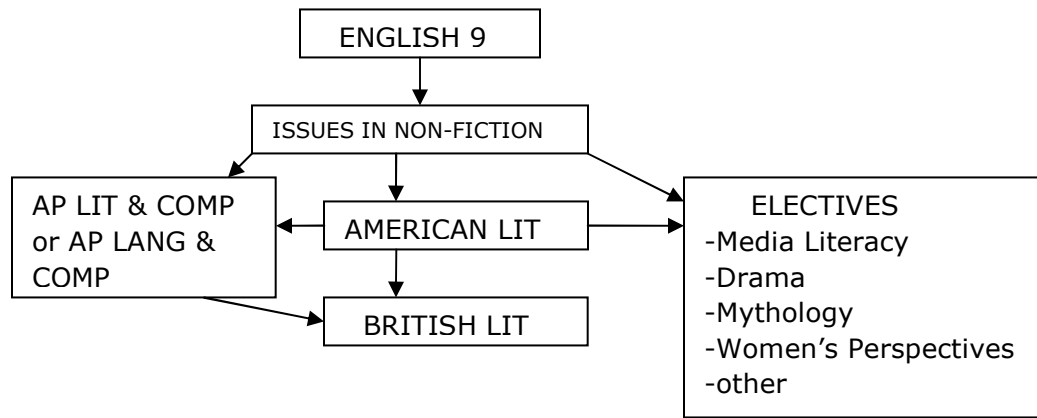 ENGLISH 9
ISSUES IN NON-FICTION
AP LIT & COMP
or AP LANG &
COMP
AMERICAN LIT
BRITISH LIT
ELECTIVES
-Media Literacy
-Drama
-Mythology
-Women’s Perspectives
-other